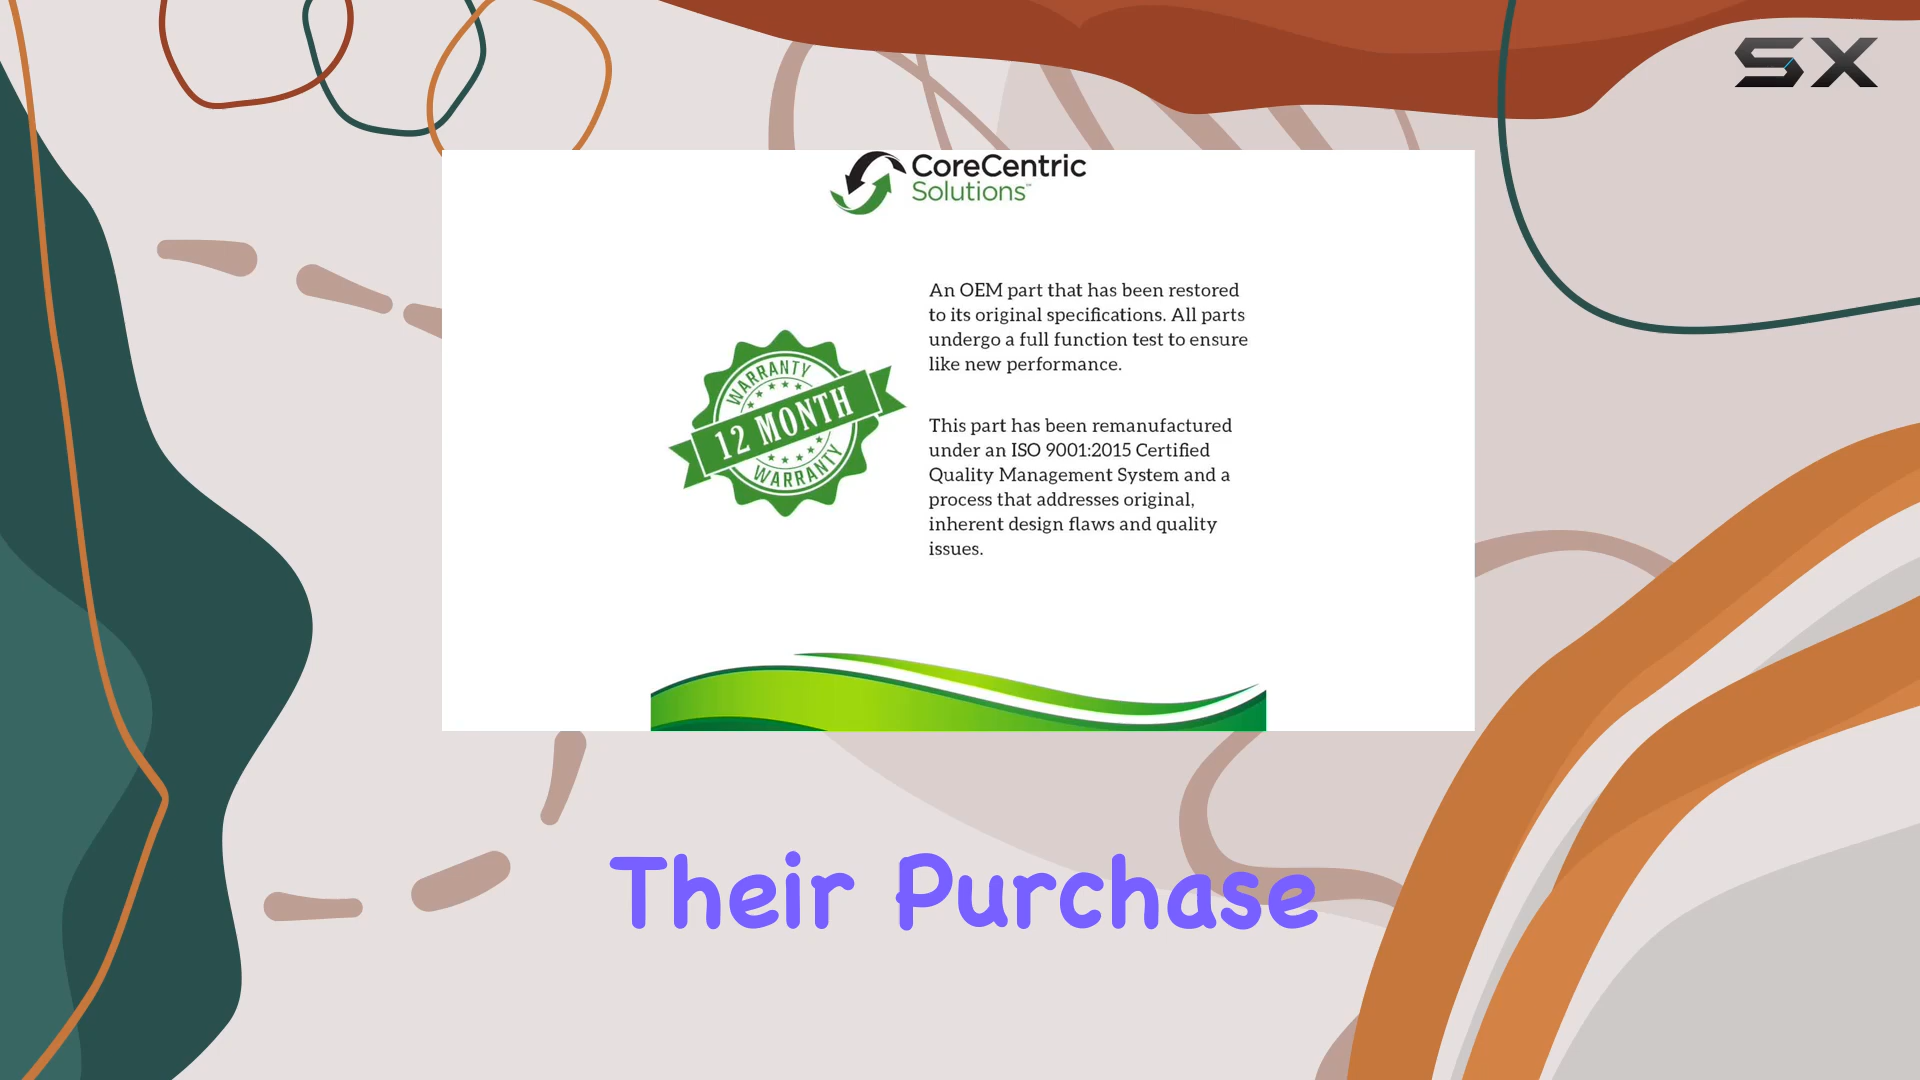 SX
CoreCentric
Solutions™
An OEM part that has been restored
to its original specifications. All parts
undergo a full function test to ensure
like new performance.
WARRANTY
12 MONTH
WARRANTY
This part has been remanufactured
under an ISO 9001:2015 Certified
Quality Management System and a
process that addresses original,
inherent design flaws and quality
issues.
Their Purchase